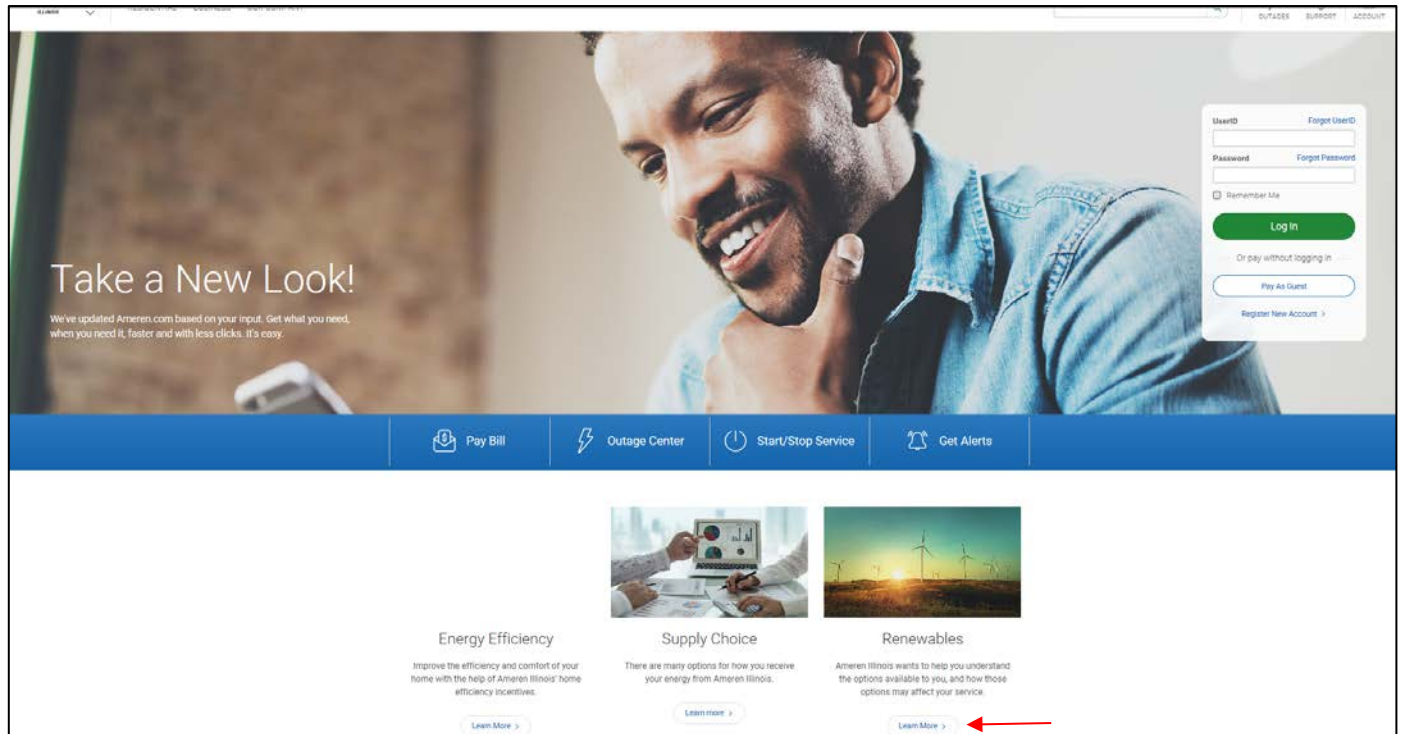 ILLINOIS
OUTAGES SUPPORT ACCOUNT
UserID Forgot UserID
Password Forgot Password
Remember Me
Log In
Or pay without logging in
Pay As Guest
Register New Account >
Take a New Look!
We've updated Ameren.com based on your input. Get what you need,
when you need it, faster and with less clicks. It's easy.
Pay Bill Outage Center Start/Stop Service Get Alerts
Energy Efficiency
Improve the efficiency and comfort of your
home with the help of Ameren Illinois' home
efficiency incentives.
Learn More >
Supply Choice
There are many options for how you receive
your energy from Ameren Illinois.
Learn more >
Renewables
Ameren Illinois wants to help you understand
the options available to you, and how those
options may affect your service.
Learn More >